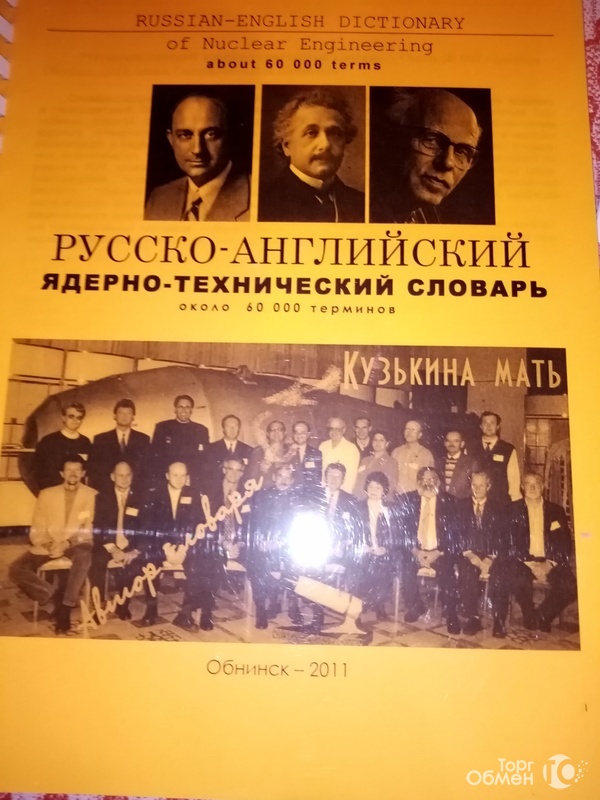 RUSSIAN-ENGLISH DICTIONARY
of Nuclear Engineering
about 60 000 terms
РУССКО-АНГЛИЙСКИЙ
ЯДЕРНО-ТЕХНИЧЕСКИЙ СЛОВАРЬ
около 60 000 терминов
КУЗЬКИНА МАТЬ
Автор словаря
Обнинск – 2011
Торг
Обмен